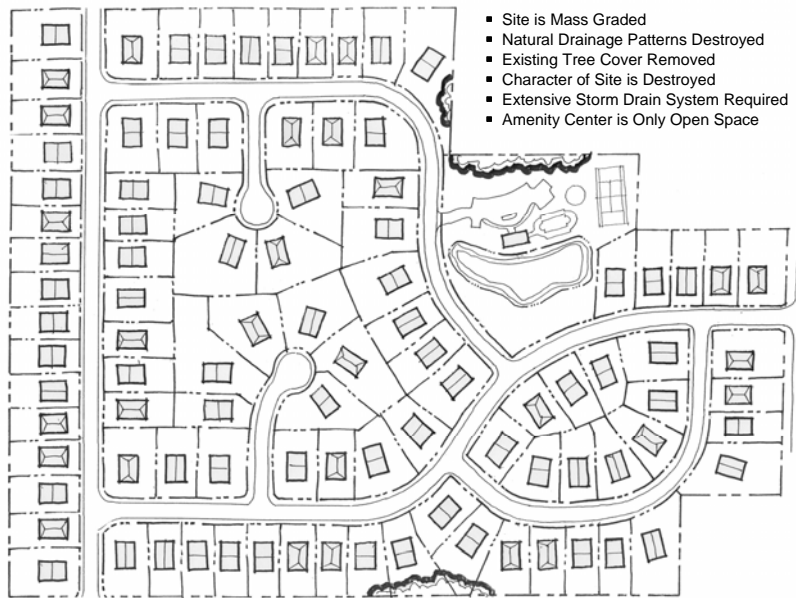 ▪ Site is Mass Graded
▪ Natural Drainage Patterns Destroyed
▪ Existing Tree Cover Removed
▪ Character of Site is Destroyed
▪ Extensive Storm Drain System Required
▪ Amenity Center is Only Open Space